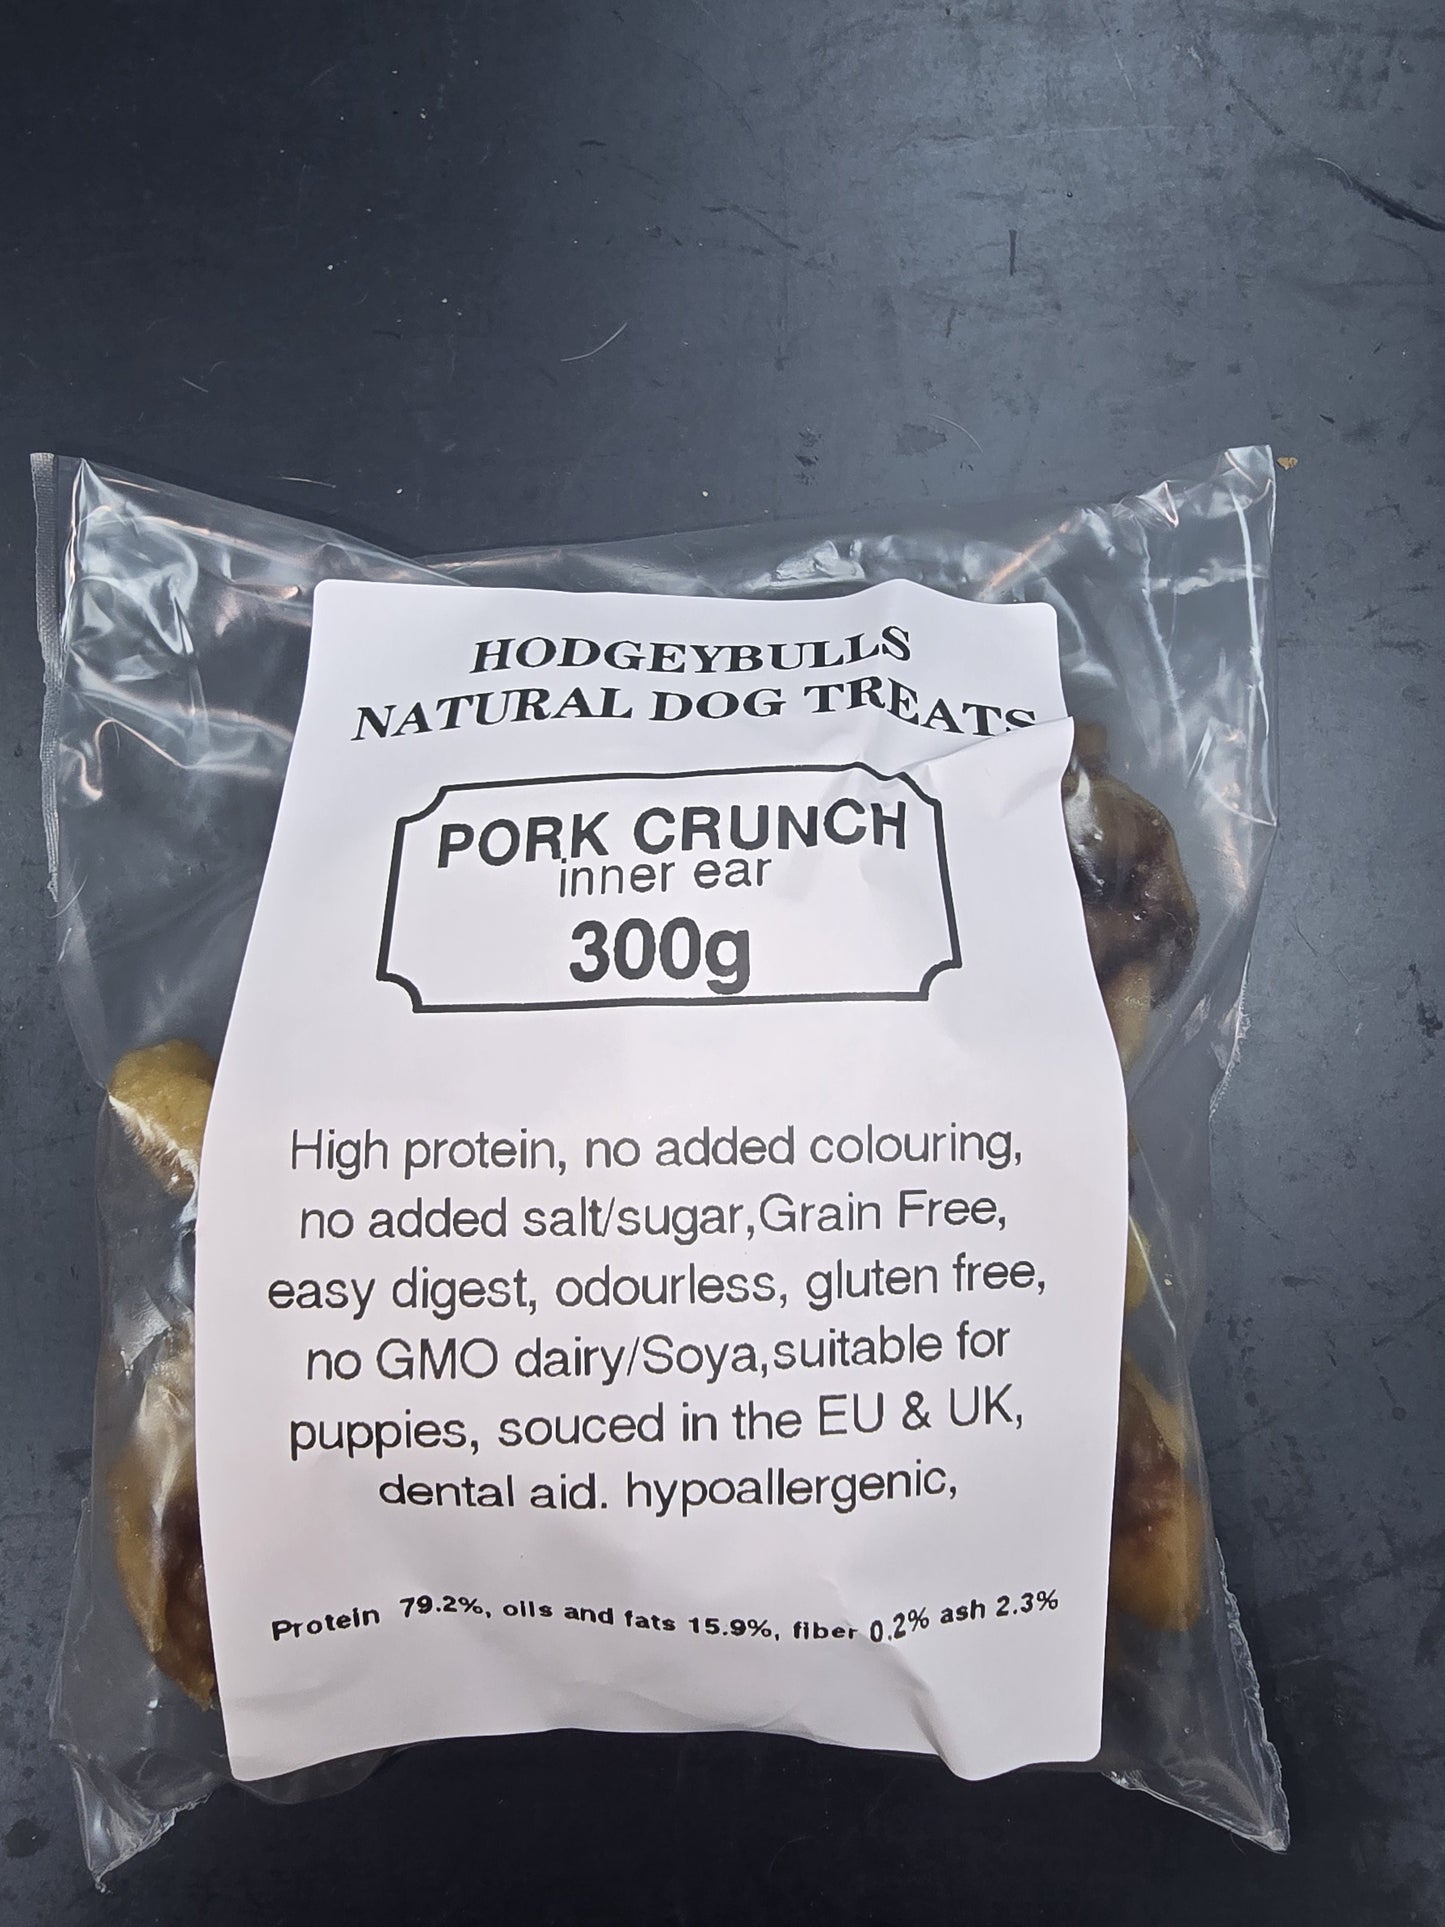 HODGEYBULLS
NATURAL DOG TREATS
PORK CRUNCH
inner ear
300g
High protein, no added colouring,
no added salt/sugar,Grain Free,
easy digest, odourless, gluten free,
no GMO dairy/Soya,suitable for
puppies, souced in the EU & UK,
dental aid. hypoallergenic,
Protein 79.2%, oils and fats 15.9%, fiber 0.2% ash 2.3%